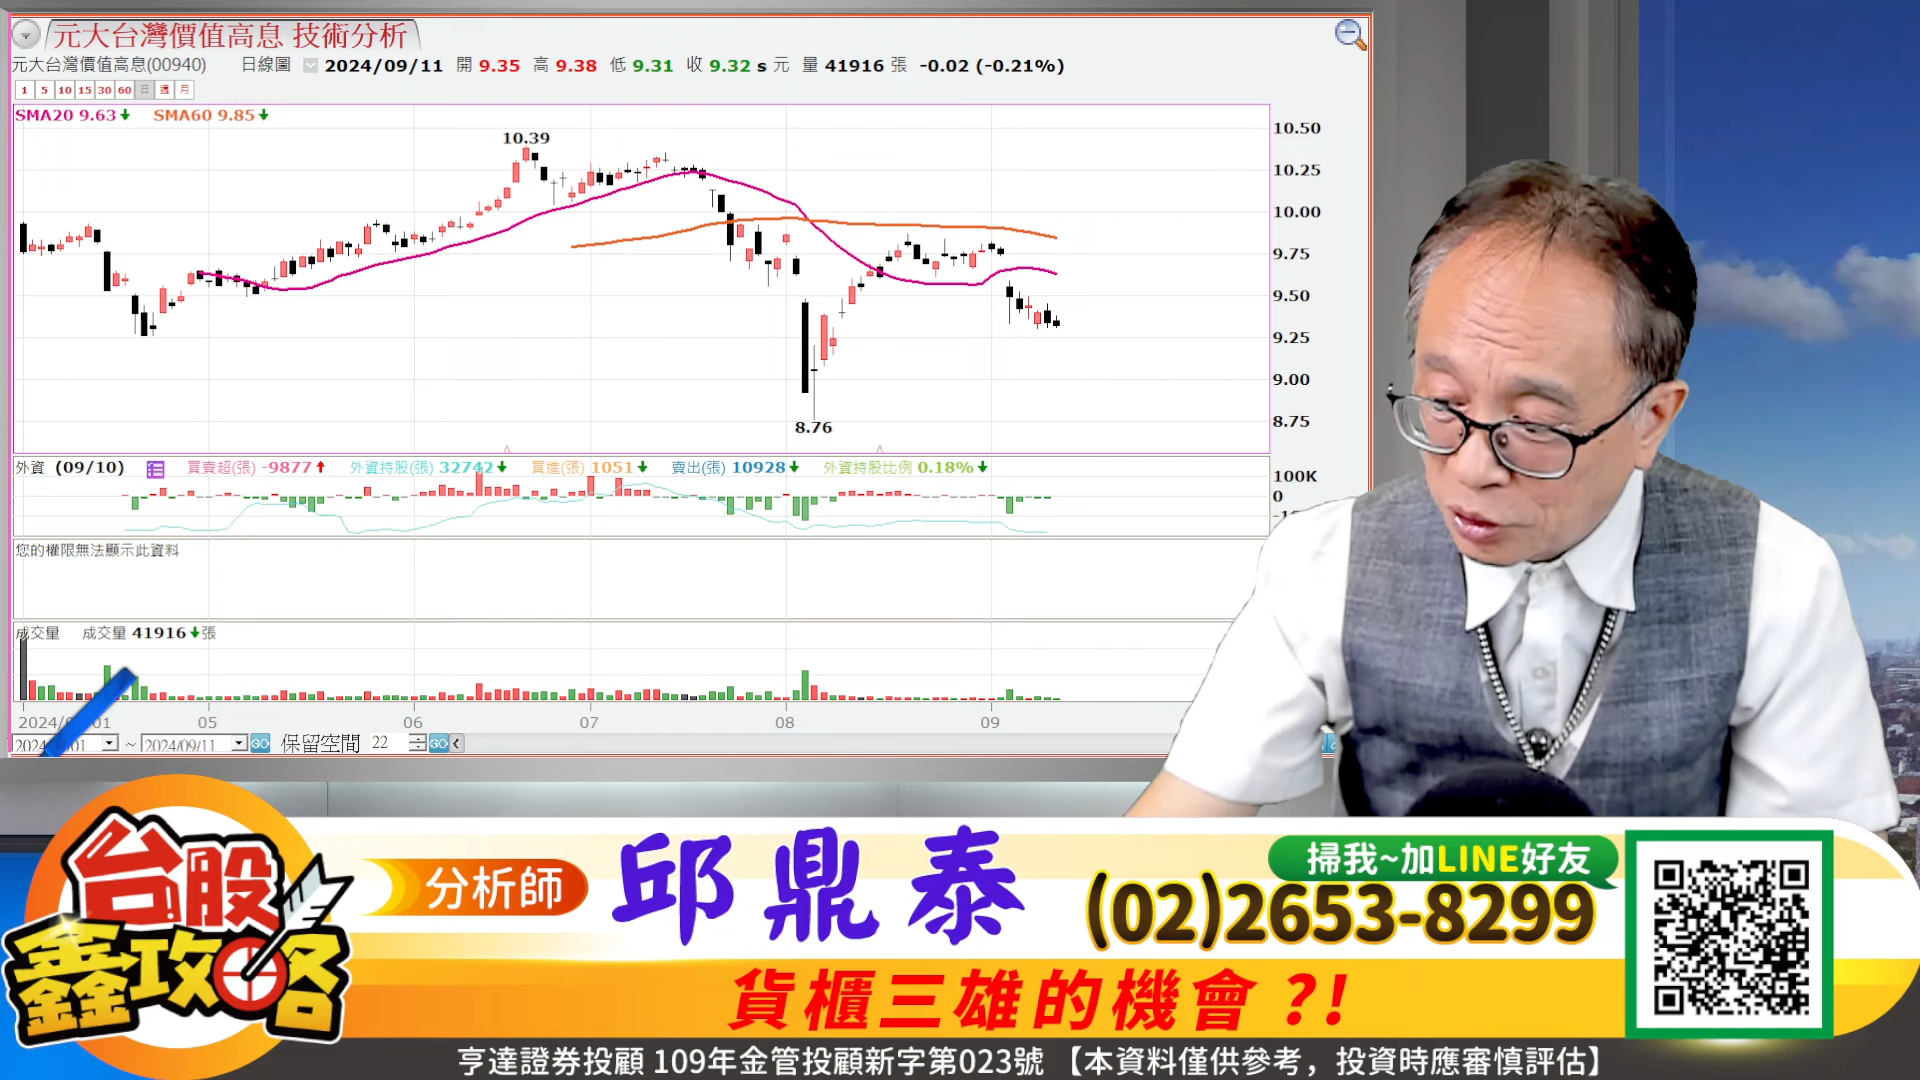 元大台灣價值高息 技術分析
元大台灣價值高息(00940) 日線圖 2024/09/11 開 9.35 高 9.38 低 9.31 收 9.32 s 元 量 41916 張 -0.02 (-0.21%)
1 5 10 15 30 60 日 週 月
SMA20 9.63 SMA60 9.85
10.39
8.76
10.50
10.25
10.00
9.75
9.50
9.25
9.00
8.75
外資 (09/10) 買賣超(張) -9877 外資持股(張) 32742 買進(張) 1051 賣出(張) 10928 外資持股比例 0.18%
100K
0
您的權限無法顯示此資料
成交量 成交量 41916 張
05 06 07 08 09
2024/09/11 GO 保留空間 22 GO
台股
鑫攻略
分析師 邱鼎泰
掃我~加LINE好友
(02)2653-8299
貨櫃三雄的機會?!
亨達證券投顧 109年金管投顧新字第023號 【本資料僅供參考，投資時應審慎評估】